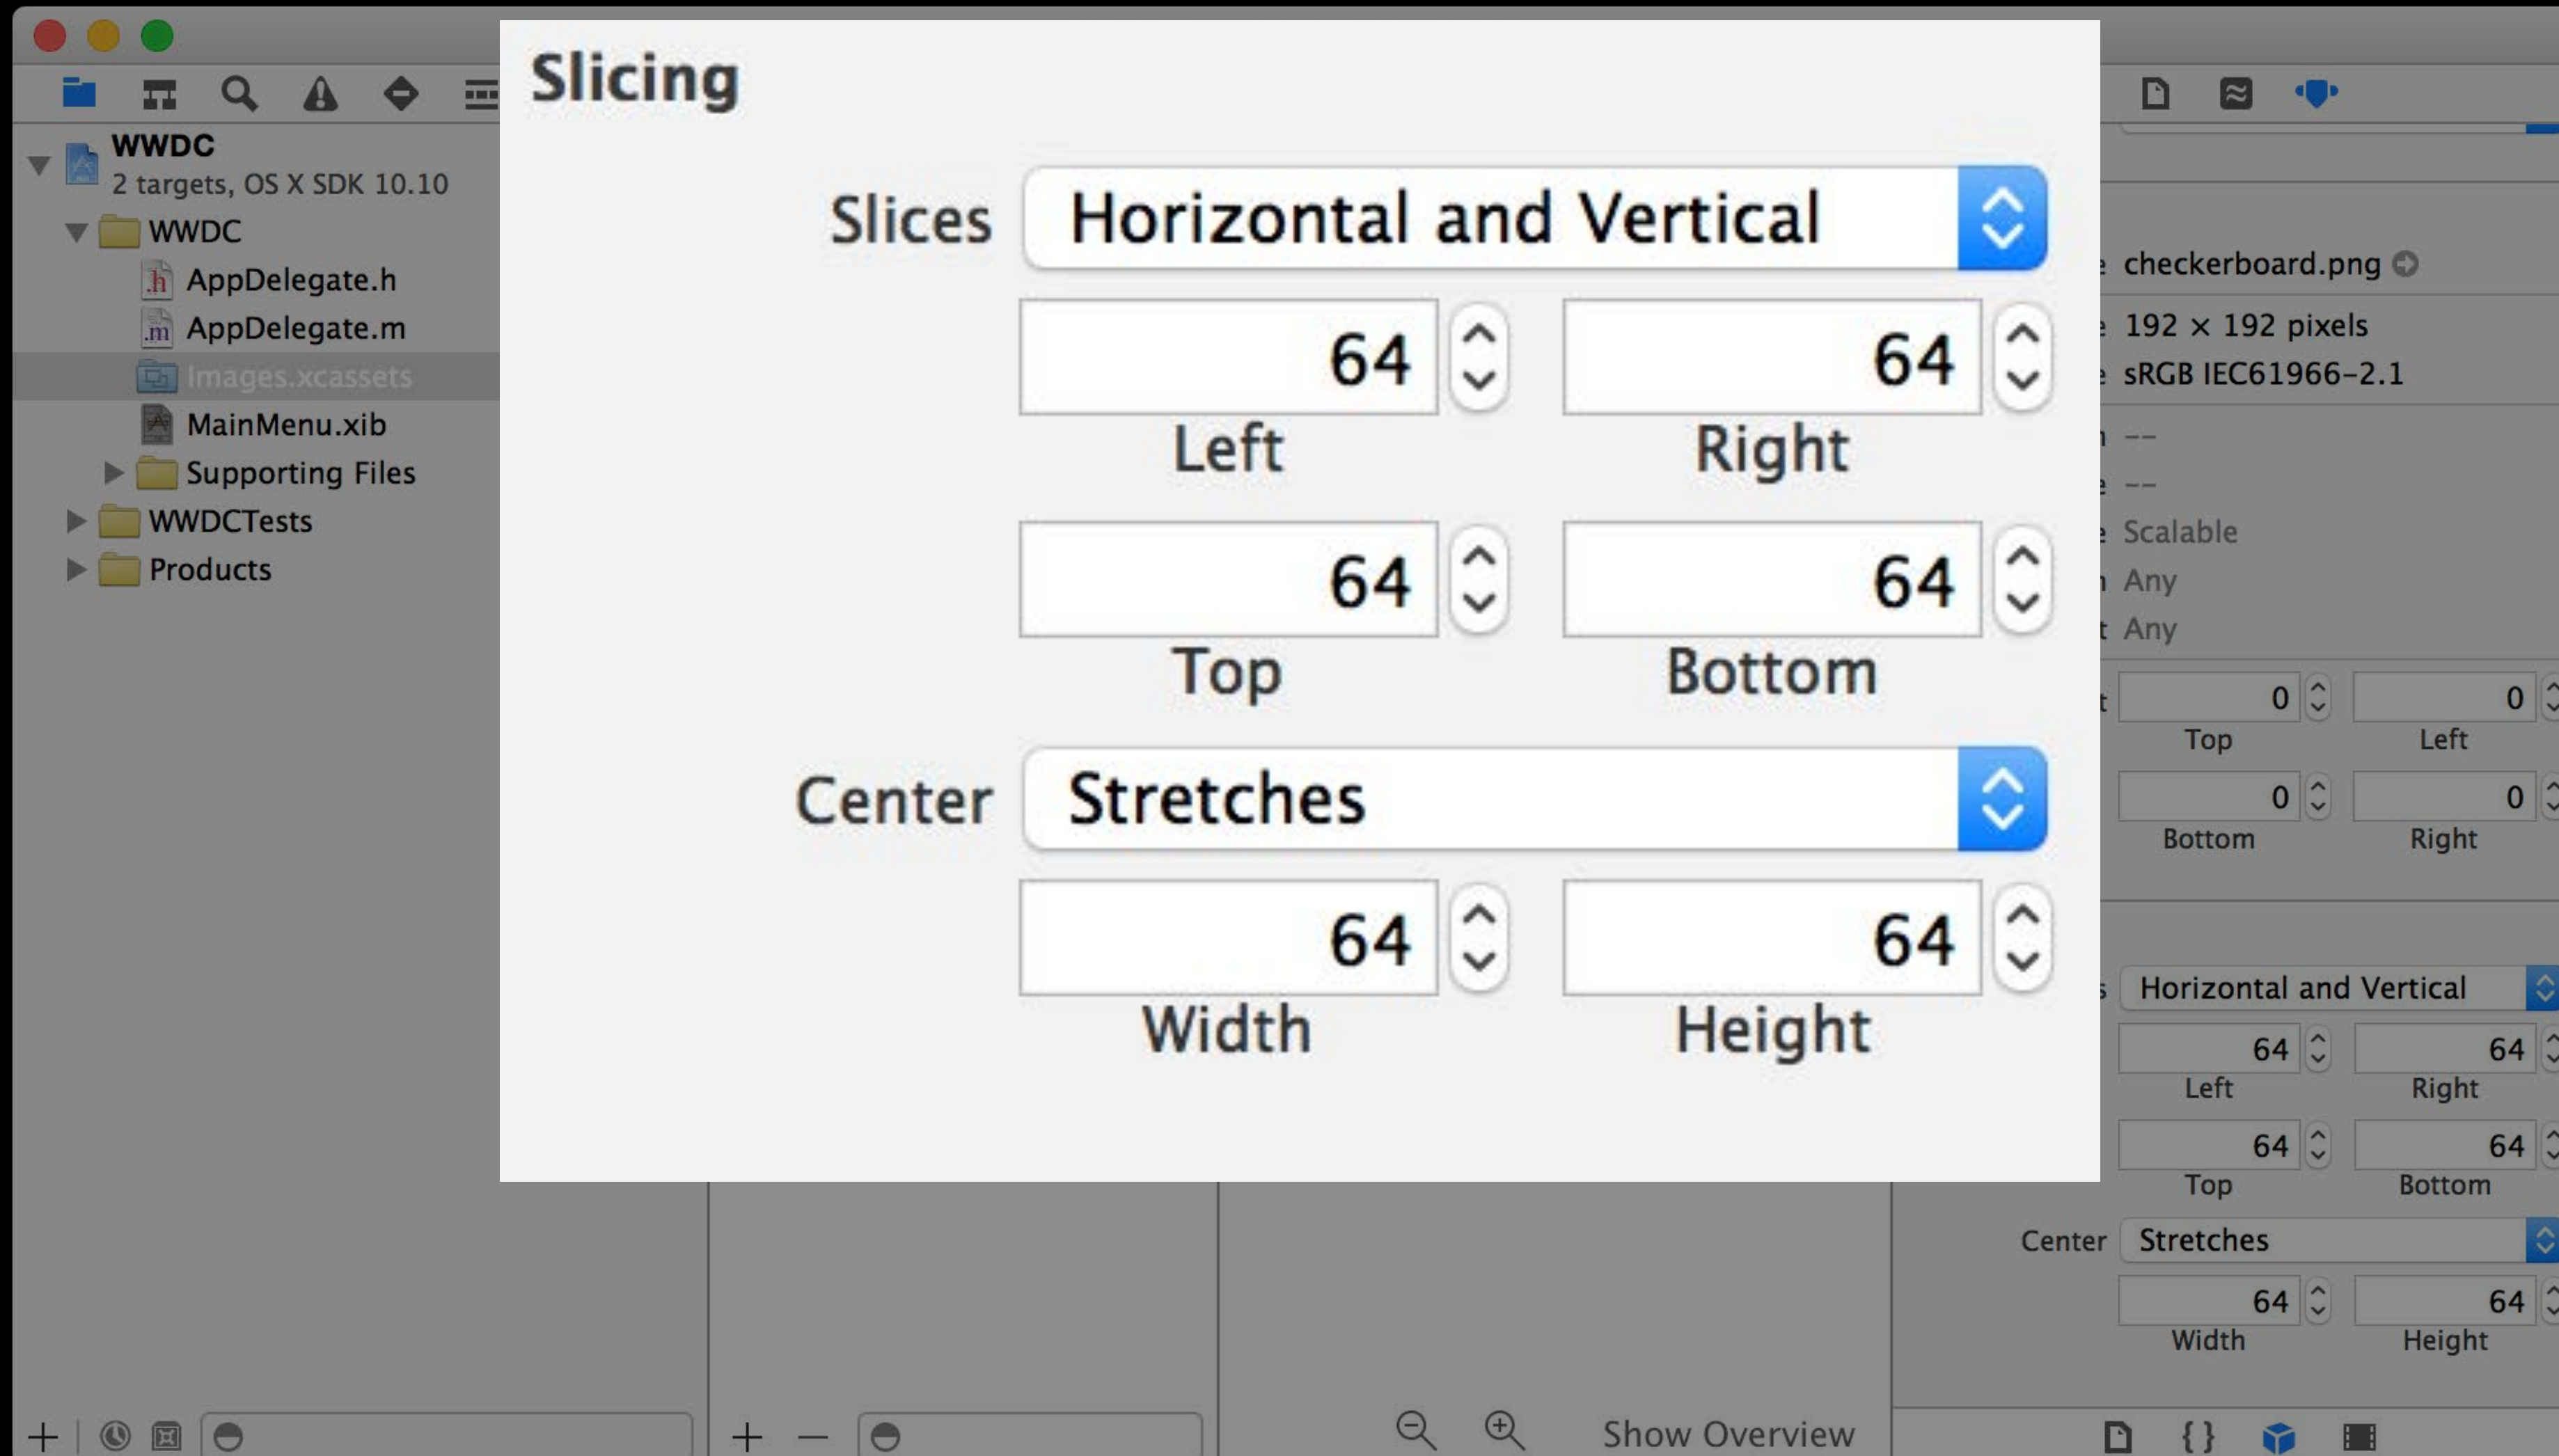 WWDC
2 targets, OS X SDK 10.10
WWDC
AppDelegate.h
AppDelegate.m
Images.xcassets
MainMenu.xib
Supporting Files
WWDCTests
Products
Slicing
Slices Horizontal and Vertical
64 64
Left Right
64 64
Top Bottom
Center Stretches
64 64
Width Height
checkerboard.png
192 × 192 pixels
sRGB IEC61966-2.1
--
--
Scalable
Any
Any
0 0
Top Left
0 0
Bottom Right
Horizontal and Vertical
64 64
Left Right
64 64
Top Bottom
Center Stretches
64 64
Width Height
Show Overview